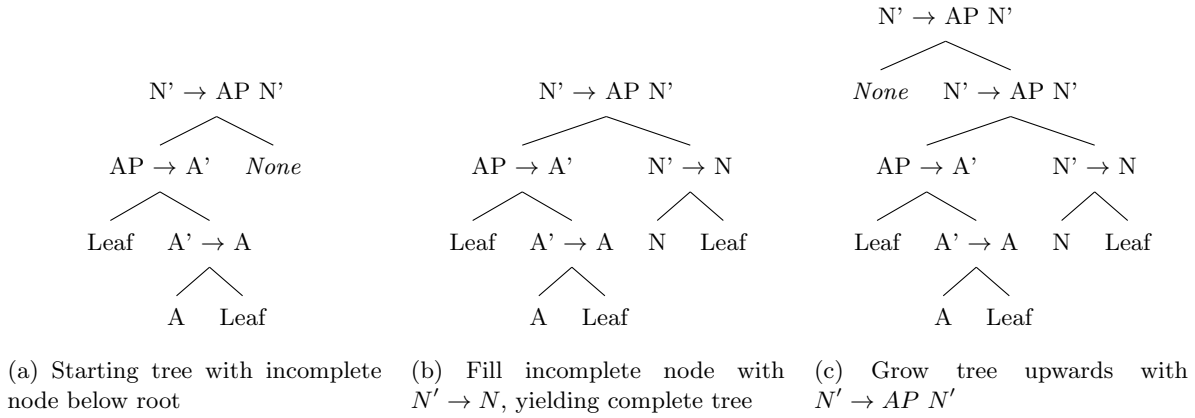 N' → AP N'
N' → AP N'
AP → A'
None
Leaf
A' → A
A
Leaf
N' → AP N'
AP → A'
N' → N
Leaf
A' → A
N
Leaf
A
Leaf
None
N' → AP N'
AP → A'
N' → N
Leaf
A' → A
N
Leaf
A
Leaf
(a) Starting tree with incomplete
node below root
(b) Fill incomplete node with
N′ → N, yielding complete tree
(c) Grow tree upwards with
N′ → AP N′